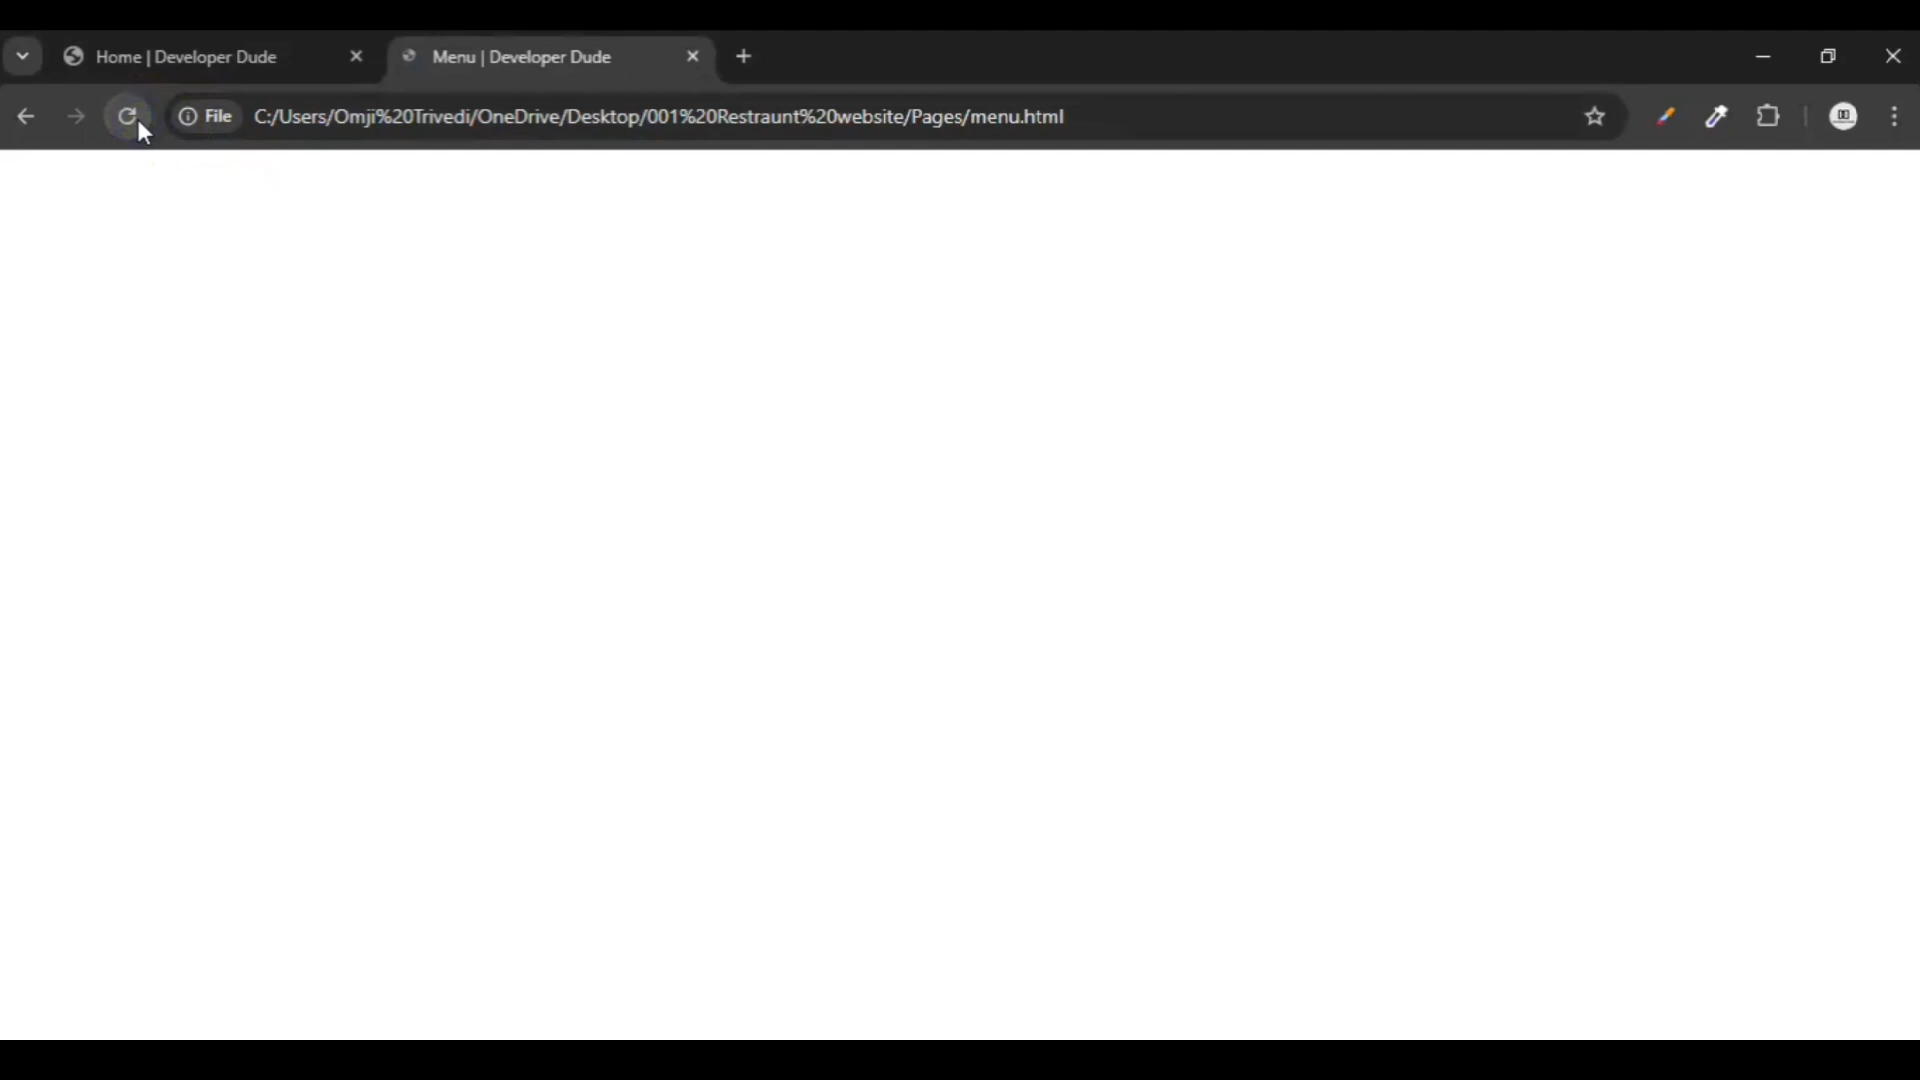 Home | Developer Dude
Menu | Developer Dude
File C:/Users/Omji%20Trivedi/OneDrive/Desktop/001%20Restraunt%20website/Pages/menu.html